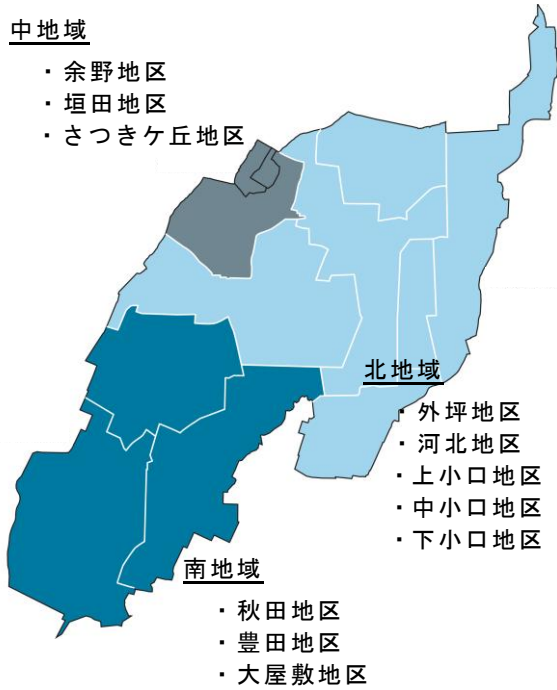 中地域
・余野地区
・垣田地区
・さつきケ丘地区
北地域
・外坪地区
・河北地区
・上小口地区
・中小口地区
・下小口地区
南地域
・秋田地区
・豊田地区
・大屋敷地区